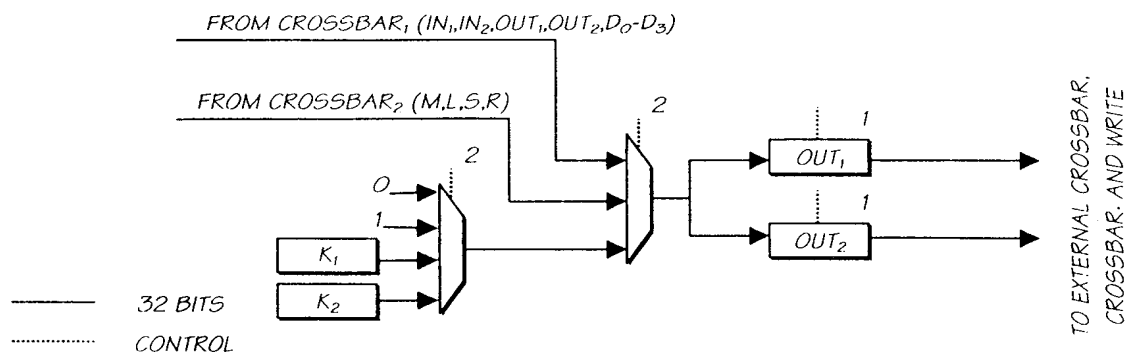 FROM CROSSBAR₁ (IN₁,IN₂,OUT₁,OUT₂,D₀-D₃)
FROM CROSSBAR₂ (M,L,S,R)
2
2
0
1
K₁
K₂
1
OUT₁
1
OUT₂
TO EXTERNAL CROSSBAR,
CROSSBAR. AND WRITE
32 BITS
CONTROL